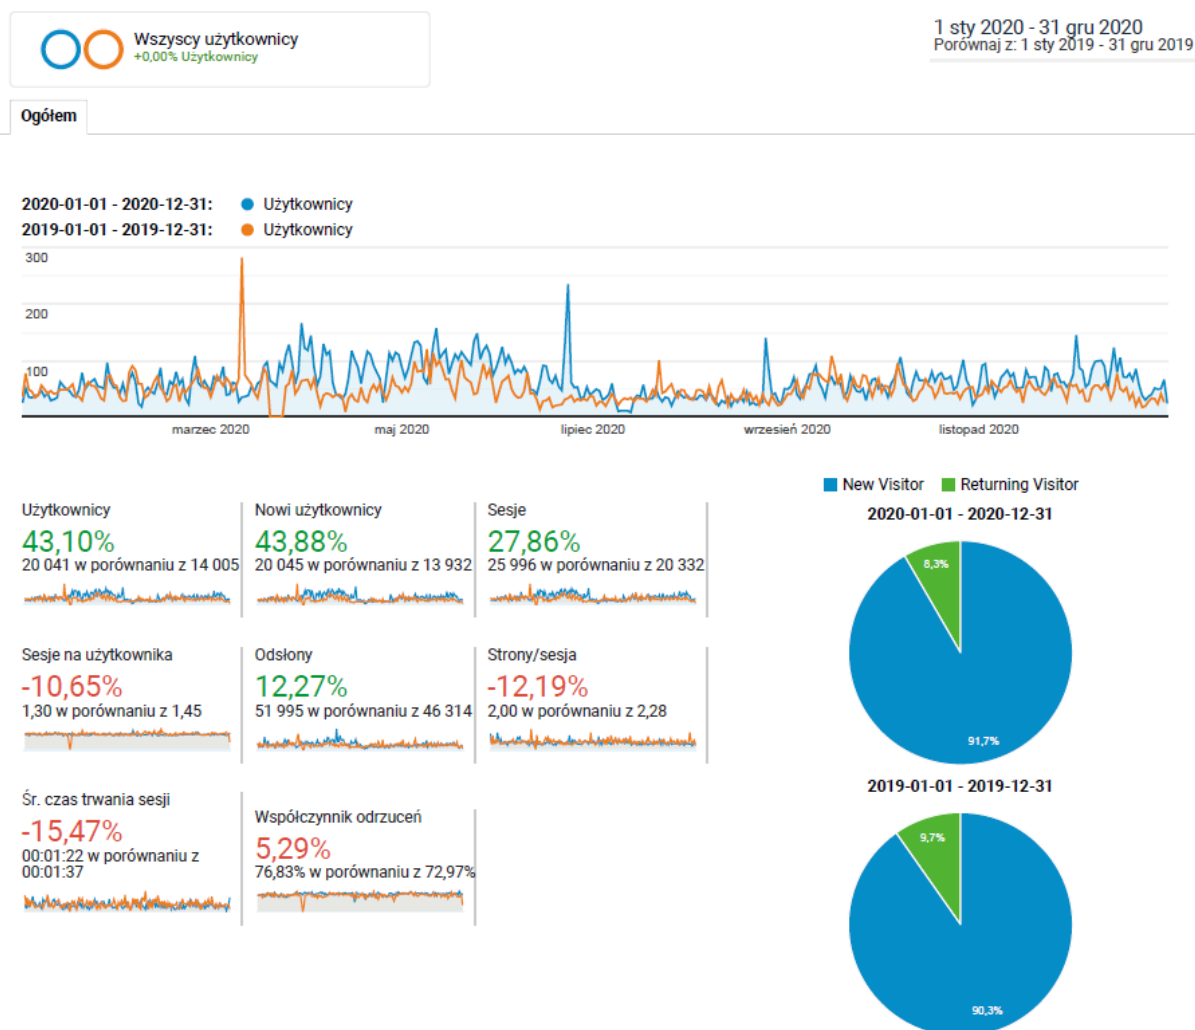 Wszyscy użytkownicy
+0,00% Użytkownicy
1 sty 2020 - 31 gru 2020
Porównaj z: 1 sty 2019 - 31 gru 2019
Ogółem
2020-01-01 - 2020-12-31: Użytkownicy
2019-01-01 - 2019-12-31: Użytkownicy
300
200
100
marzec 2020 maj 2020 lipiec 2020 wrzesień 2020 listopad 2020
Użytkownicy
43,10%
20 041 w porównaniu z 14 005
Nowi użytkownicy
43,88%
20 045 w porównaniu z 13 932
Sesje
27,86%
25 996 w porównaniu z 20 332
Sesje na użytkownika
-10,65%
1,30 w porównaniu z 1,45
Odsłony
12,27%
51 995 w porównaniu z 46 314
Strony/sesja
-12,19%
2,00 w porównaniu z 2,28
Śr. czas trwania sesji
-15,47%
00:01:22 w porównaniu z
00:01:37
Współczynnik odrzuceń
5,29%
76,83% w porównaniu z 72,97%
New Visitor Returning Visitor
2020-01-01 - 2020-12-31
8,3%
91,7%
2019-01-01 - 2019-12-31
9,7%
90,3%